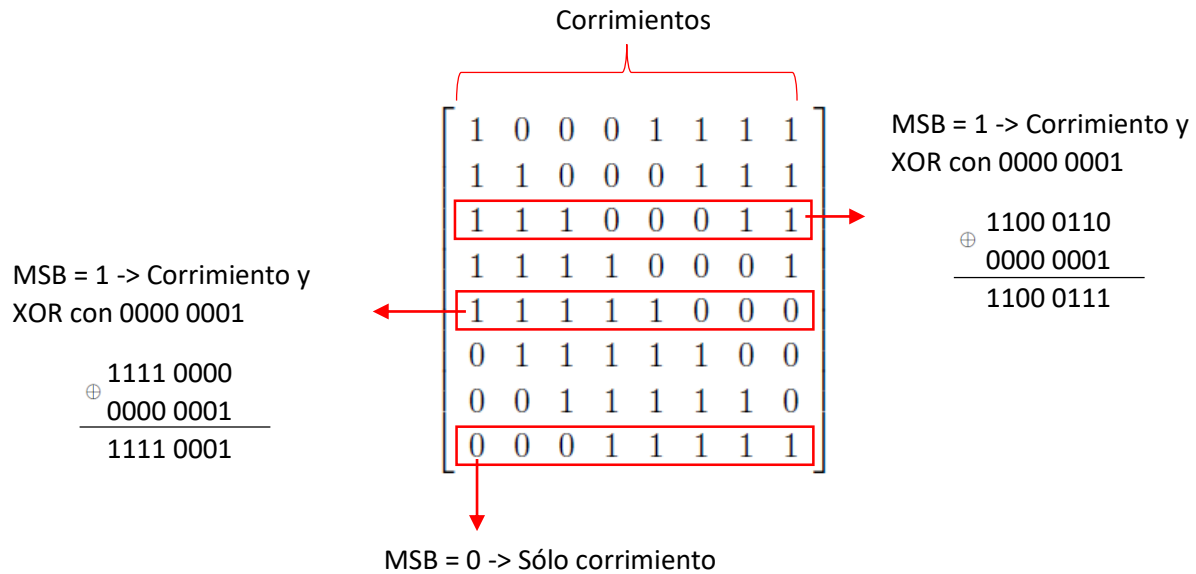 Corrimientos
1 0 0 0 1 1 1 1
1 1 0 0 0 1 1 1
1 1 1 0 0 0 1 1
1 1 1 1 0 0 0 1
1 1 1 1 1 0 0 0
0 1 1 1 1 1 0 0
0 0 1 1 1 1 1 0
0 0 0 1 1 1 1 1
MSB = 1 -> Corrimiento y
XOR con 0000 0001
1100 0110
⊕
0000 0001
1100 0111
MSB = 1 -> Corrimiento y
XOR con 0000 0001
1111 0000
⊕
0000 0001
1111 0001
MSB = 0 -> Sólo corrimiento